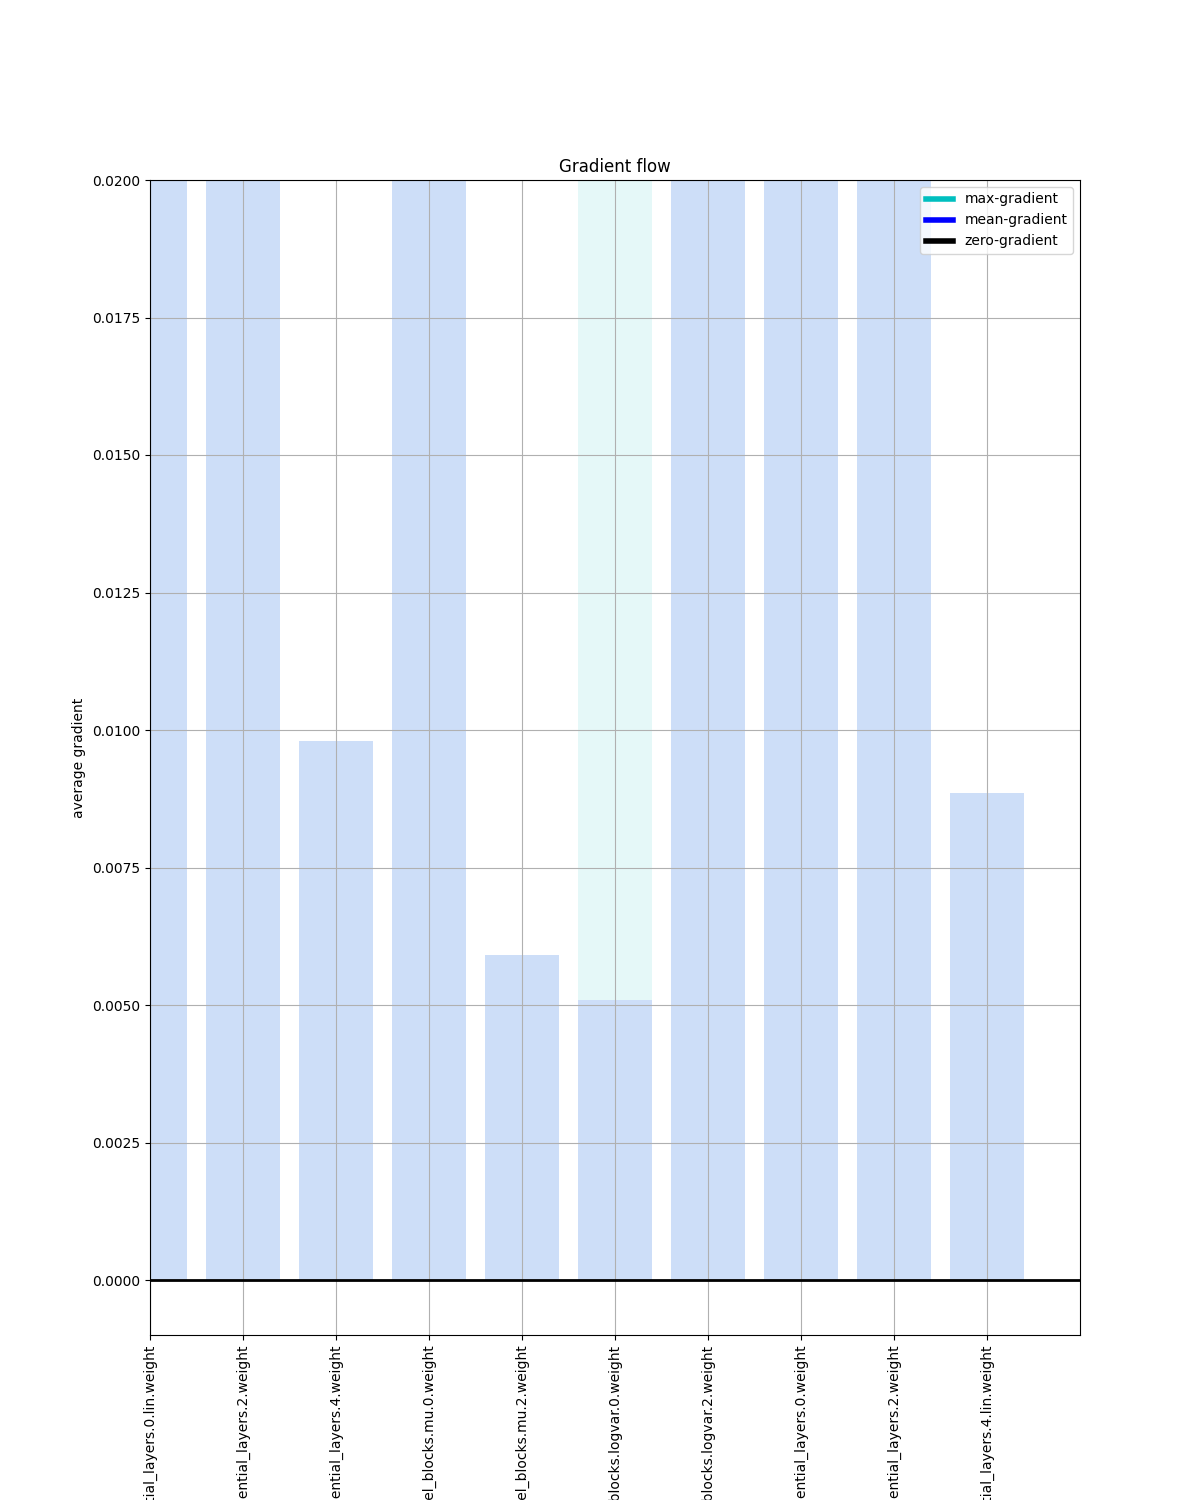 Gradient flow
max-gradient
mean-gradient
zero-gradient
0.0200
0.0175
0.0150
0.0125
0.0100
0.0075
0.0050
0.0025
0.0000
average gradient
tial_layers.0.lin.weight
ential_layers.2.weight
ential_layers.4.weight
el_blocks.mu.0.weight
el_blocks.mu.2.weight
blocks.logvar.0.weight
blocks.logvar.2.weight
ential_layers.0.weight
ential_layers.2.weight
tial_layers.4.lin.weight